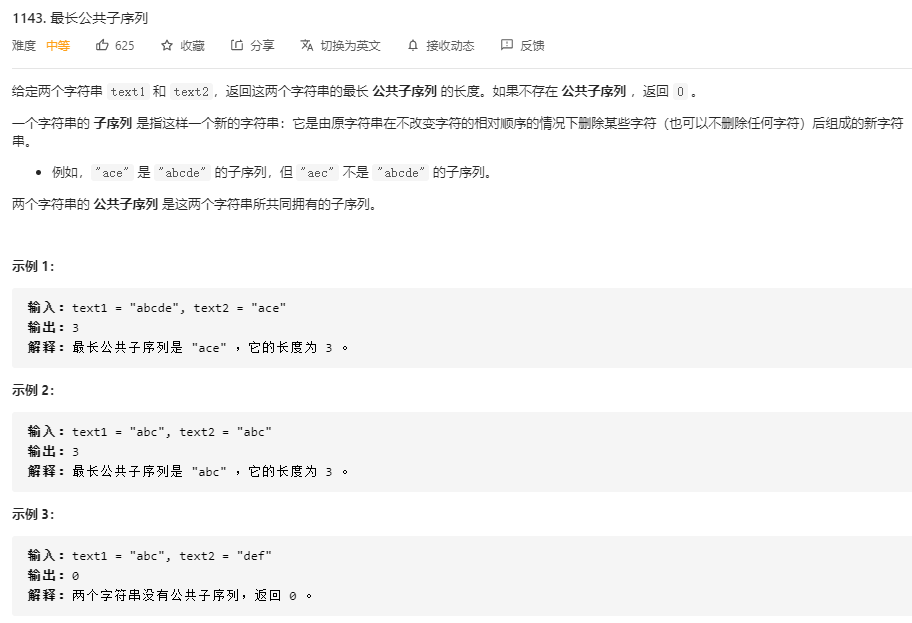 1143. 最长公共子序列
难度 中等 625 收藏 分享 切换为英文 接收动态 反馈
给定两个字符串 text1 和 text2，返回这两个字符串的最长 公共子序列 的长度。如果不存在 公共子序列 ，返回 0 。
一个字符串的 子序列 是指这样一个新的字符串：它是由原字符串在不改变字符的相对顺序的情况下删除某些字符（也可以不删除任何字符）后组成的新字符
串。
• 例如，"ace" 是 "abcde" 的子序列，但 "aec" 不是 "abcde" 的子序列。
两个字符串的 公共子序列 是这两个字符串所共同拥有的子序列。
示例 1：
输入：text1 = "abcde", text2 = "ace"
输出：3
解释：最长公共子序列是 "ace" ，它的长度为 3 。
示例 2：
输入：text1 = "abc", text2 = "abc"
输出：3
解释：最长公共子序列是 "abc" ，它的长度为 3 。
示例 3：
输入：text1 = "abc", text2 = "def"
输出：0
解释：两个字符串没有公共子序列，返回 0 。